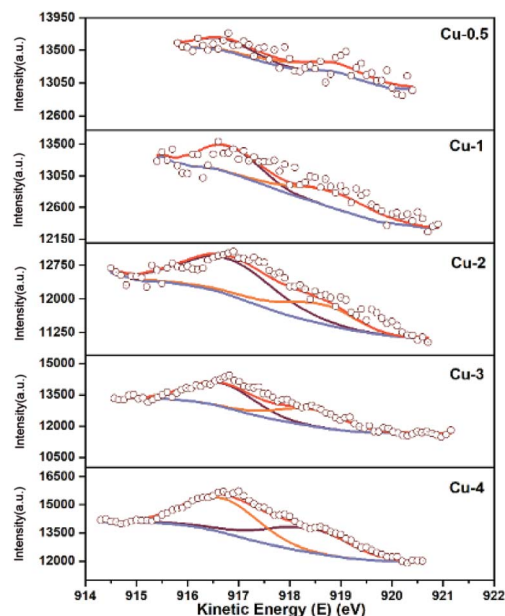 13950
13500
13050
12600
Intensity(a.u.)
Cu-0.5
13500
13050
12600
12150
Intensity(a.u.)
Cu-1
12750
12000
11250
Intensity(a.u.)
Cu-2
15000
13500
12000
10500
Intensity(a.u.)
Cu-3
16500
15000
13500
12000
Intensity(a.u.)
Cu-4
914 915 916 917 918 919 920 921 922
Kinetic Energy (E) (eV)